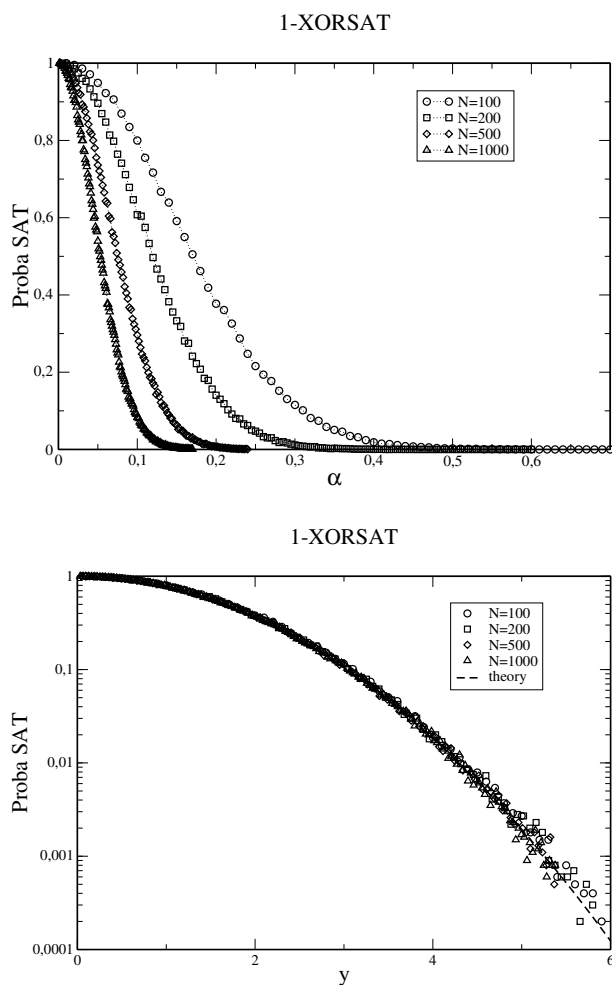 1-XORSAT
Proba SAT
1
0,8
0,6
0,4
0,2
0
0 0,1 0,2 0,3 0,4 0,5 0,6 0,7
α
N=100
N=200
N=500
N=1000
1-XORSAT
Proba SAT
1
0,1
0,01
0,001
0,0001
0 2 4 6
y
N=100
N=200
N=500
N=1000
theory